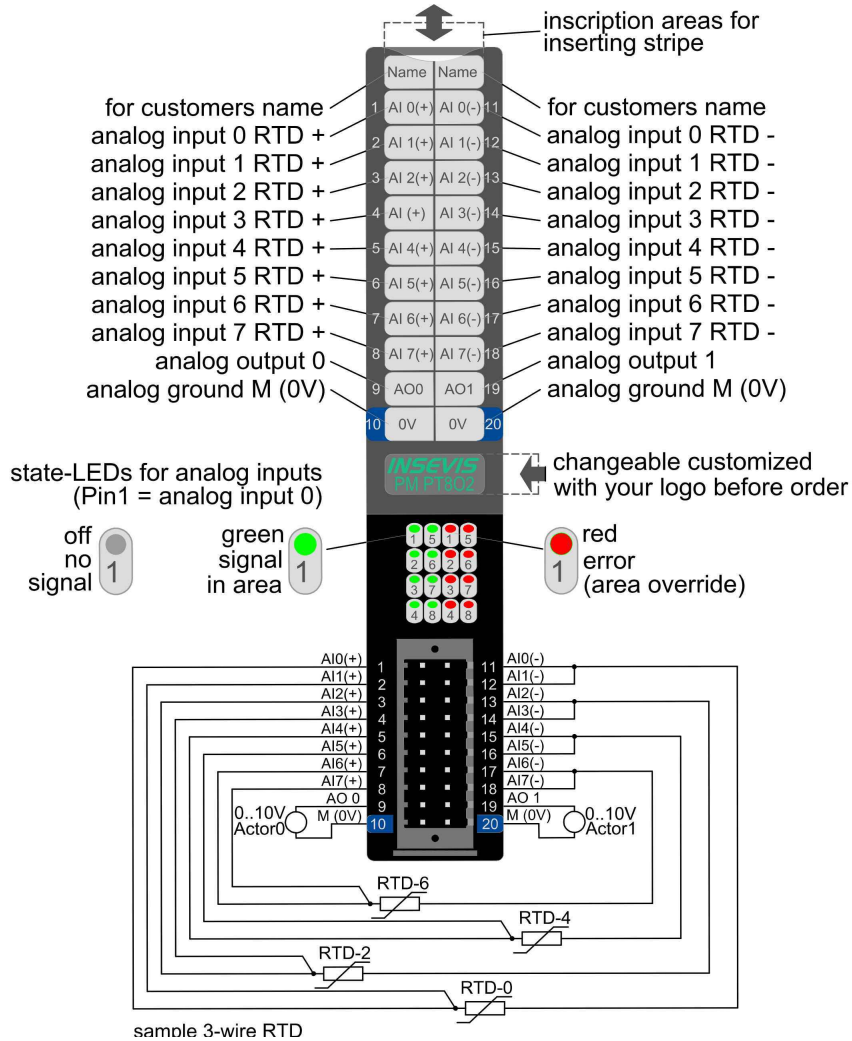 inscription areas for
inserting stripe
Name Name
for customers name
for customers name
1 AI 0(+) AI 0(-) 11
analog input 0 RTD +
analog input 0 RTD -
2 AI 1(+) AI 1(-) 12
analog input 1 RTD +
analog input 1 RTD -
3 AI 2(+) AI 2(-) 13
analog input 2 RTD +
analog input 2 RTD -
4 AI (+) AI 3(-) 14
analog input 3 RTD +
analog input 3 RTD -
5 AI 4(+) AI 4(-) 15
analog input 4 RTD +
analog input 4 RTD -
6 AI 5(+) AI 5(-) 16
analog input 5 RTD +
analog input 5 RTD -
7 AI 6(+) AI 6(-) 17
analog input 6 RTD +
analog input 6 RTD -
8 AI 7(+) AI 7(-) 18
analog input 7 RTD +
analog input 7 RTD -
9 AO0 AO1 19
analog output 0
analog output 1
10 0V 0V 20
analog ground M (0V)
analog ground M (0V)
INSEVIS
PM PT8O2
changeable customized
with your logo before order
state-LEDs for analog inputs
(Pin1 = analog input 0)
off
no
signal
1
green
signal
in area
1
1 5 1 5
2 6 2 6
3 7 3 7
4 8 4 8
1
red
error
(area override)
AI0(+) 1 11 AI0(-)
AI1(+) 2 12 AI1(-)
AI2(+) 3 13 AI2(-)
AI3(+) 4 14 AI3(-)
AI4(+) 5 15 AI4(-)
AI5(+) 6 16 AI5(-)
AI6(+) 7 17 AI6(-)
AI7(+) 8 18 AI7(-)
AO 0 9 19 AO 1
M (0V) 10 20 M (0V)
0..10V
Actor0
0..10V
Actor1
RTD-6
RTD-4
RTD-2
RTD-0
sample 3-wire RTD